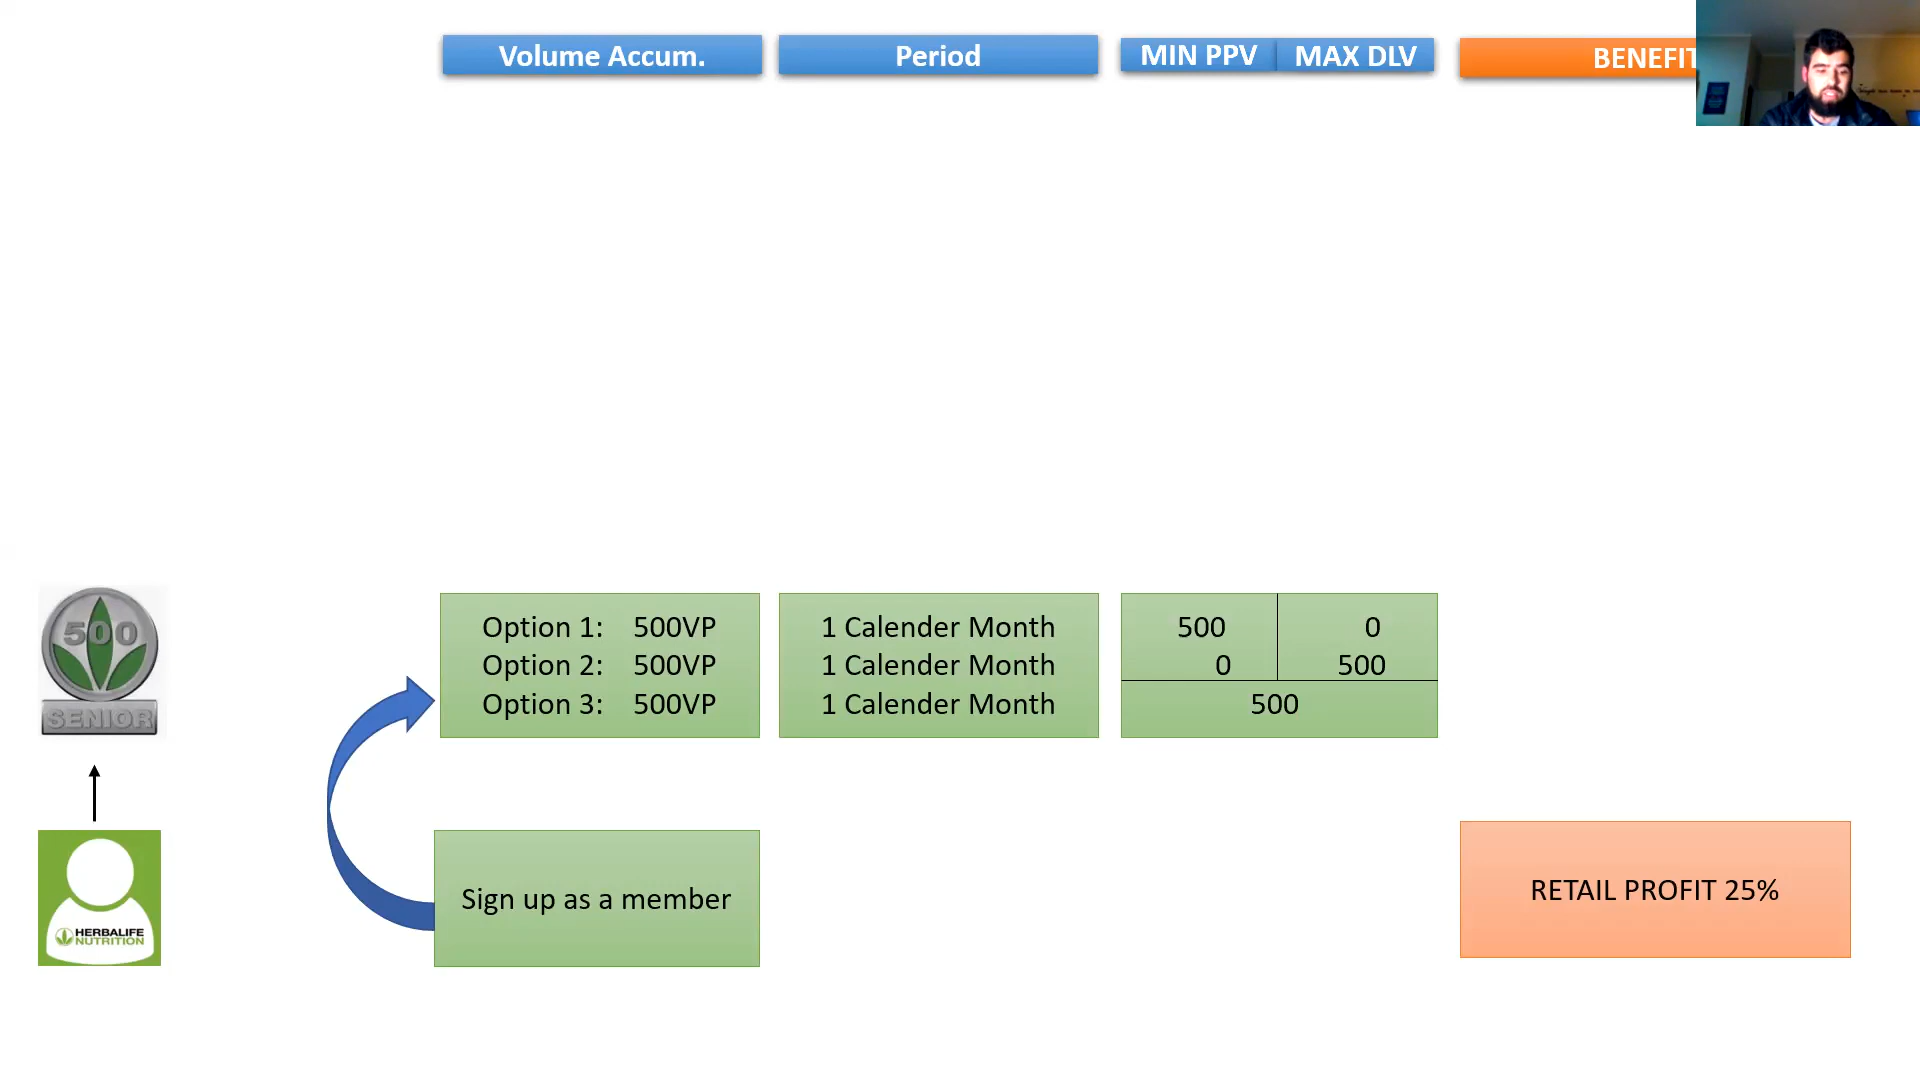 Volume Accum.
Period
MIN PPV
MAX DLV
BENEFIT
500
SENIOR
Option 1: 500VP
Option 2: 500VP
Option 3: 500VP
1 Calender Month
1 Calender Month
1 Calender Month
500 0
0 500
500
HERBALIFE
NUTRITION
Sign up as a member
RETAIL PROFIT 25%